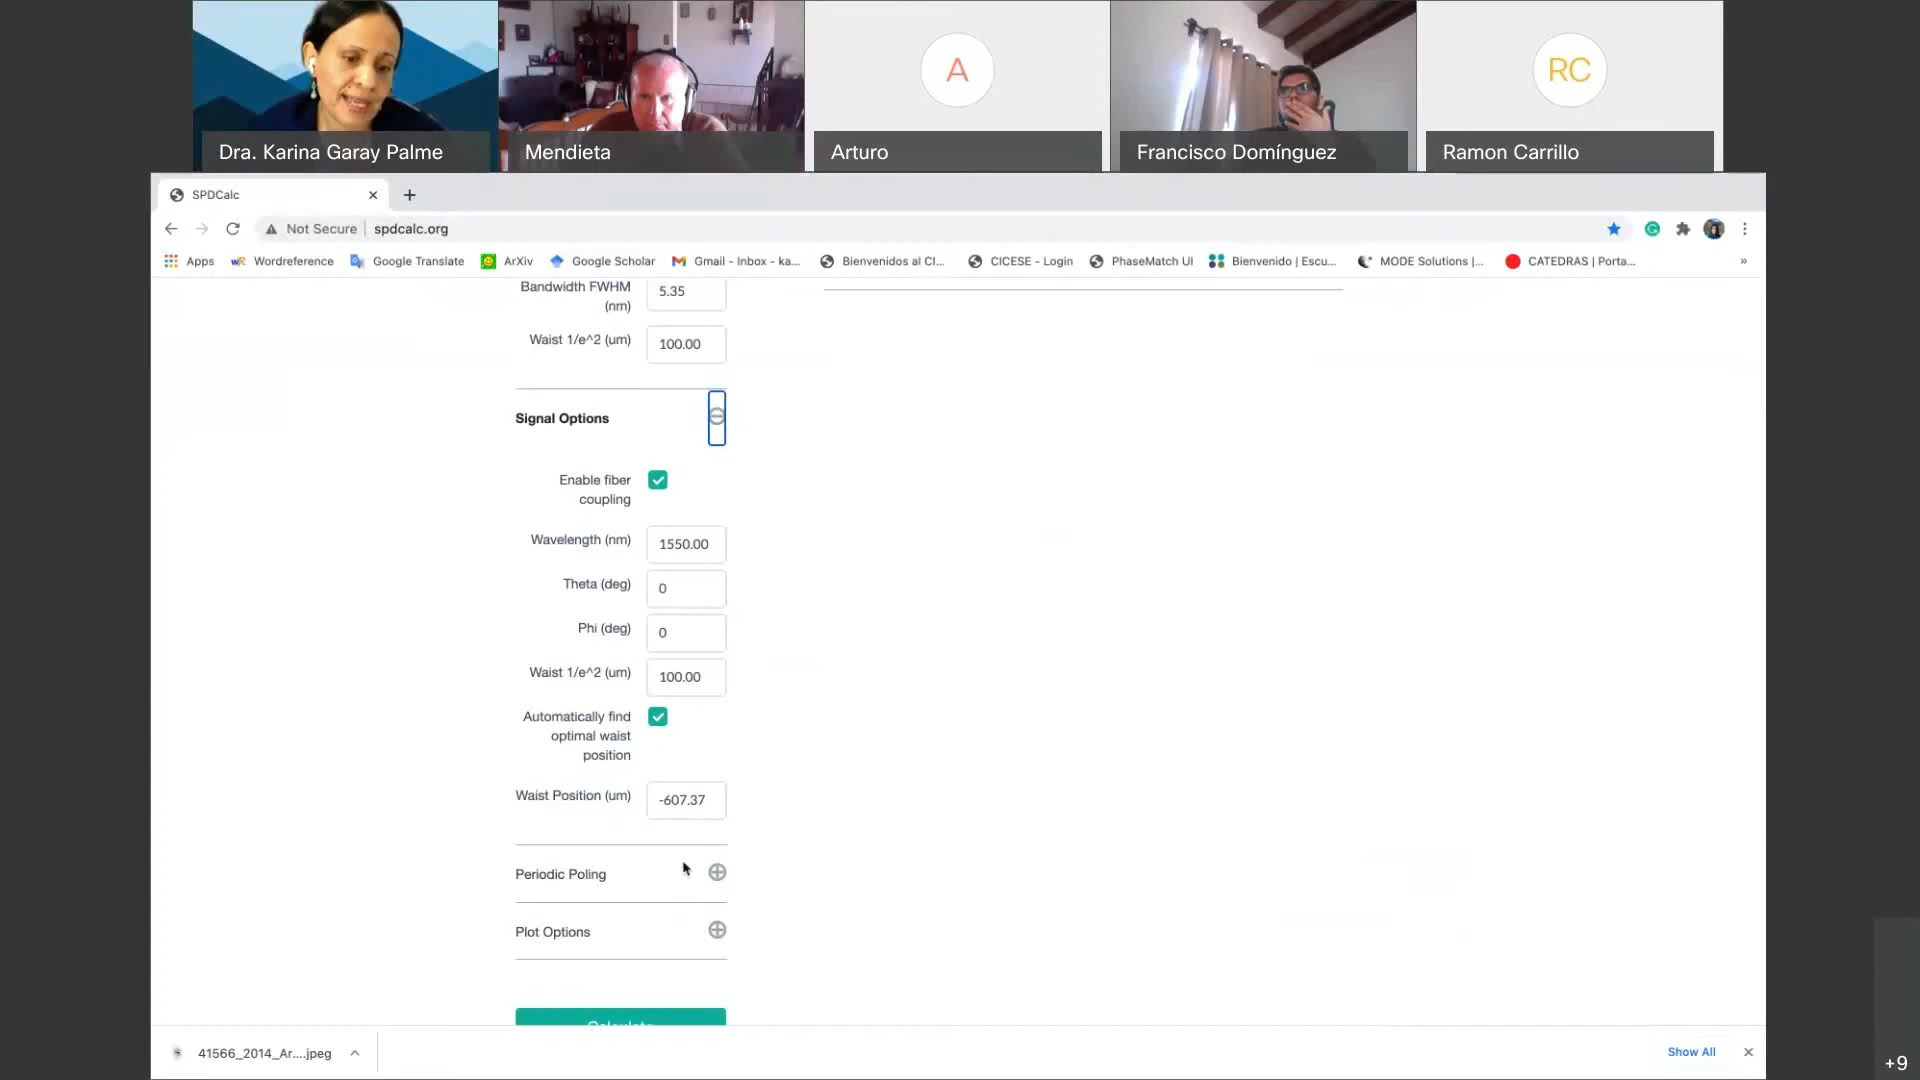 A
RC
Dra. Karina Garay Palme
Mendieta
Arturo
Francisco Domínguez
Ramon Carrillo
SPDCalc
Not Secure
spdcalc.org
Apps
Wordreference
Google Translate
ArXiv
Google Scholar
Gmail - Inbox - ka...
Bienvenidos al CI...
CICESE - Login
PhaseMatch UI
Bienvenido | Escu...
MODE Solutions |...
CATEDRAS | Porta...
»
Bandwidth FWHM
(nm)
5.35
Waist 1/e^2 (um)
100.00
Signal Options
Enable fiber
coupling
Wavelength (nm)
1550.00
Theta (deg)
0
Phi (deg)
0
Waist 1/e^2 (um)
100.00
Automatically find
optimal waist
position
Waist Position (um)
-607.37
Periodic Poling
Plot Options
Calculate
41566_2014_Ar....jpeg
Show All
+9